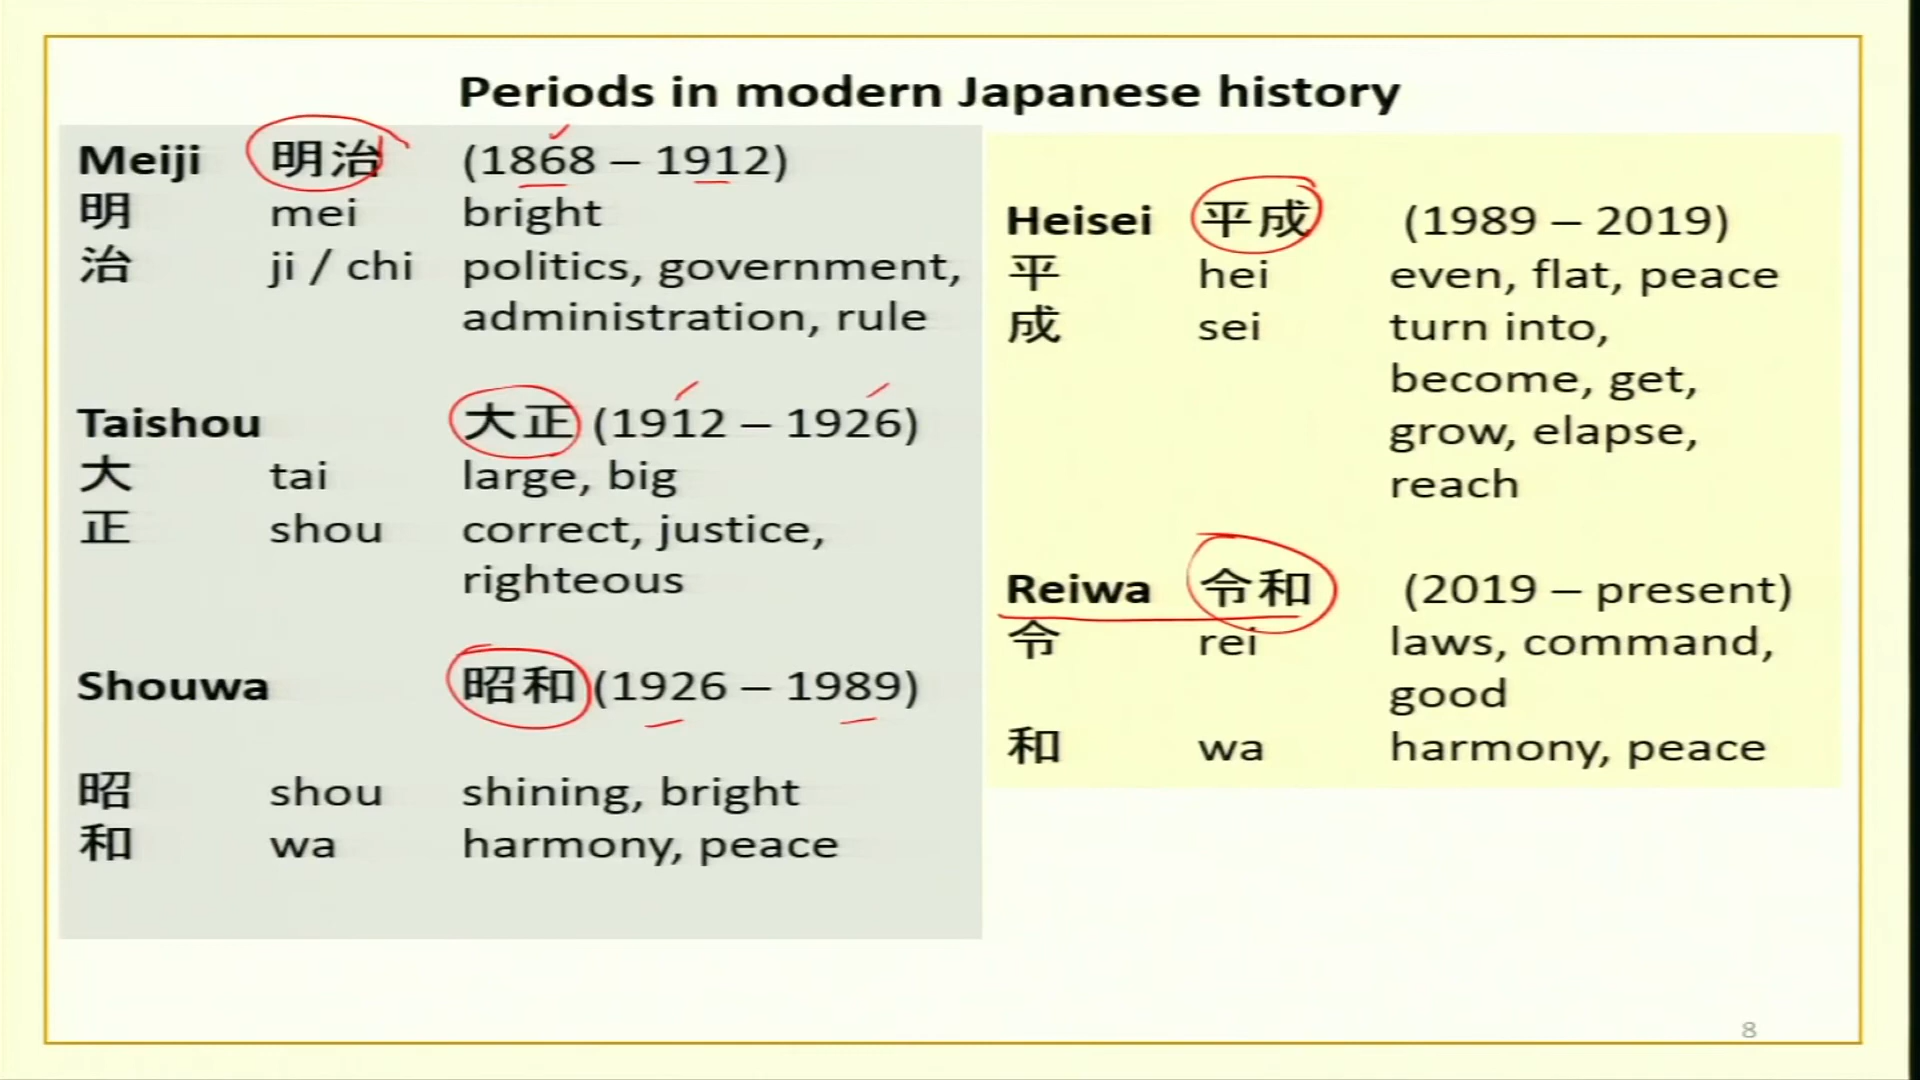 Periods in modern Japanese history
Meiji 明治 (1868 – 1912)
明 mei bright
治 ji / chi politics, government,
administration, rule
Taishou 大正 (1912 – 1926)
大 tai large, big
正 shou correct, justice,
righteous
Shouwa 昭和 (1926 – 1989)
昭 shou shining, bright
和 wa harmony, peace
Heisei 平成 (1989 – 2019)
平 hei even, flat, peace
成 sei turn into,
become, get,
grow, elapse,
reach
Reiwa 令和 (2019 – present)
令 rei laws, command,
good
和 wa harmony, peace
8